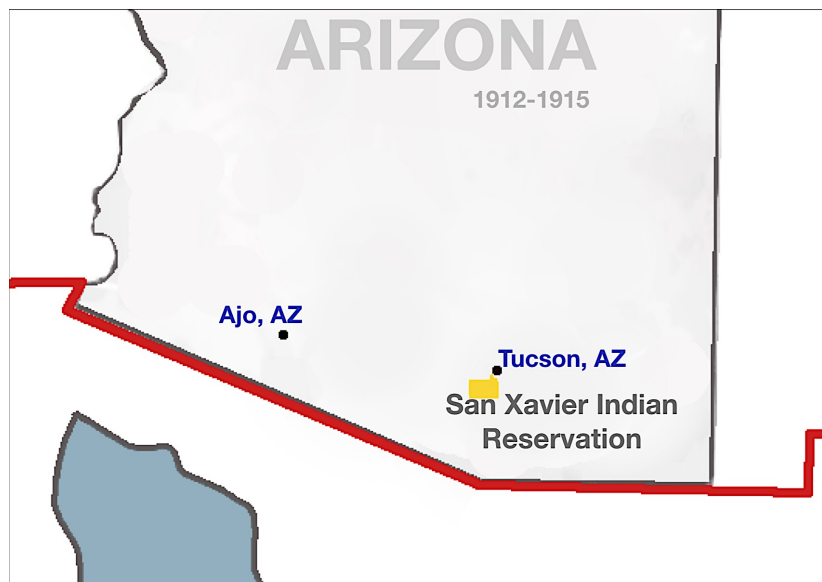 ARIZONA
1912-1915
Ajo, AZ
Tucson, AZ
San Xavier Indian
Reservation